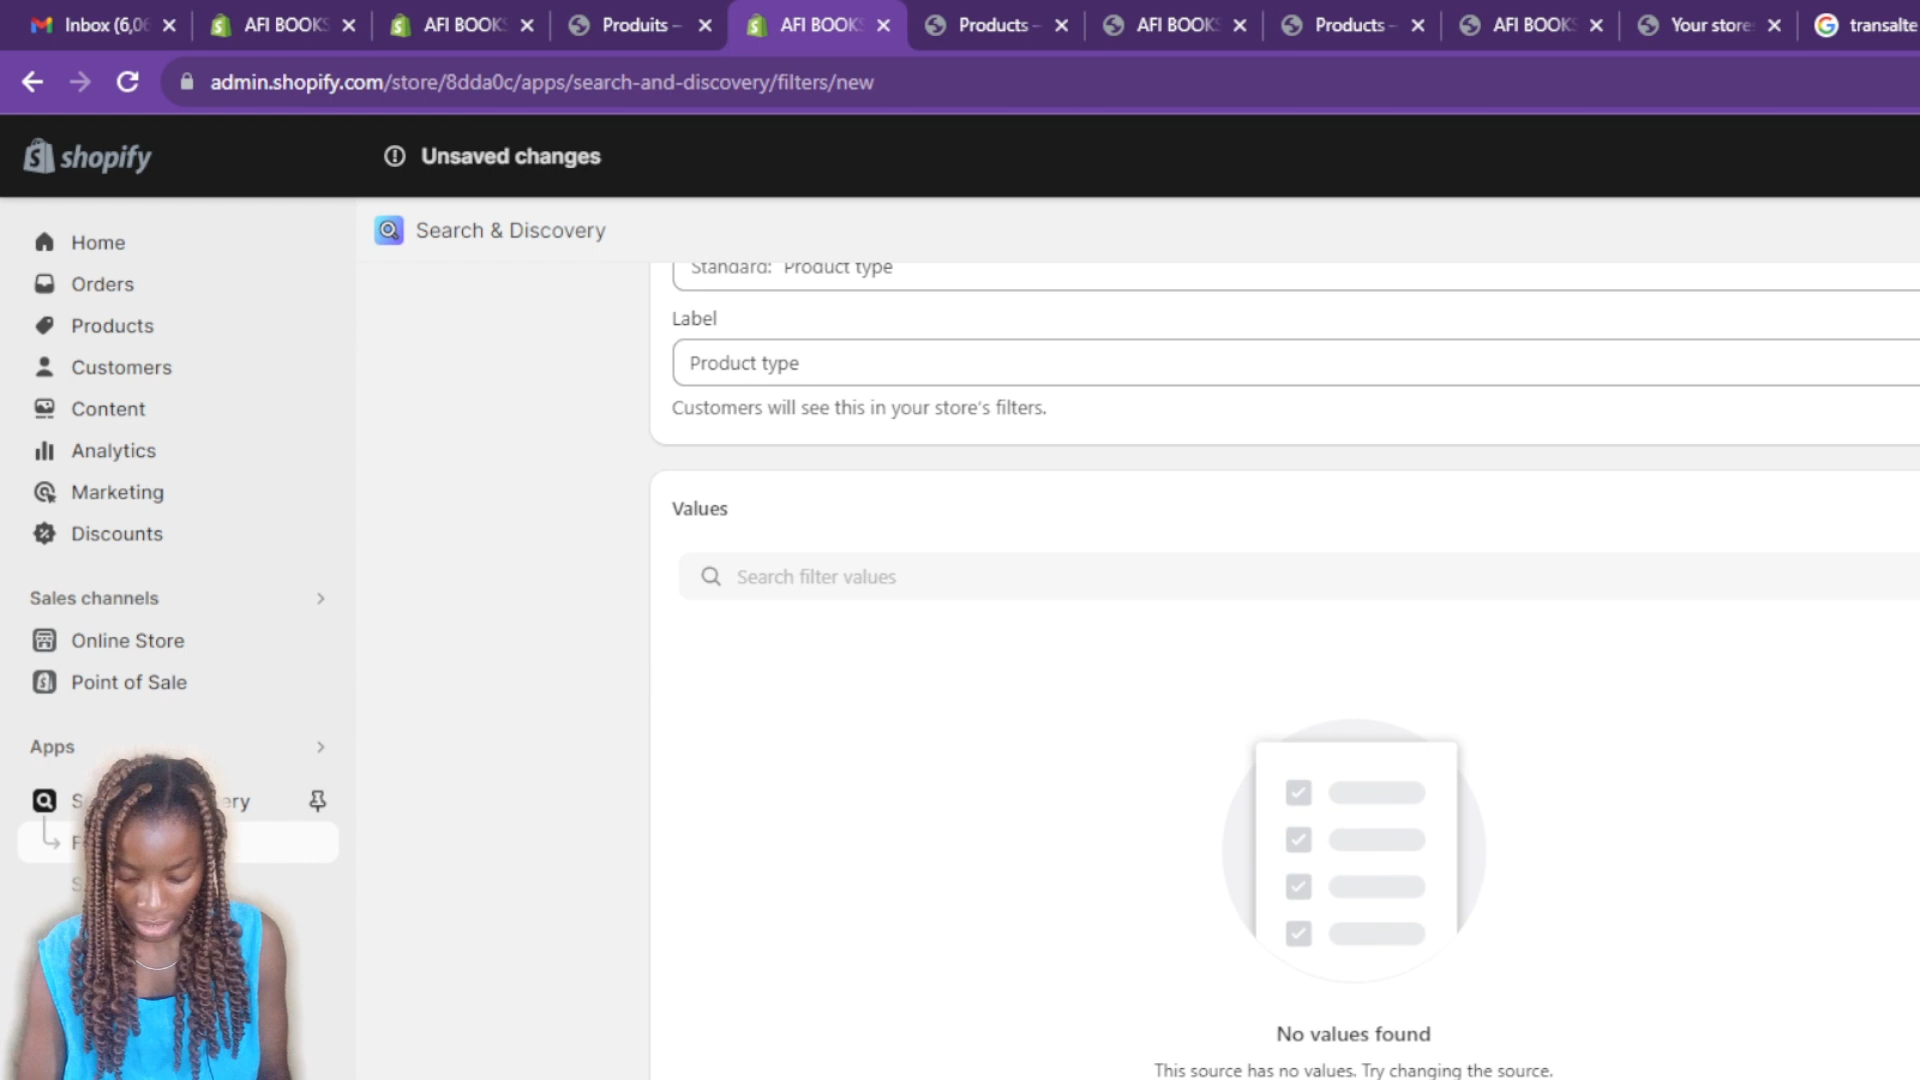 Inbox (6,06
AFI BOOKS
AFI BOOKS
Produits –
AFI BOOKS
Products –
AFI BOOKS
Products –
AFI BOOKS
Your store
transalte
admin.shopify.com/store/8dda0c/apps/search-and-discovery/filters/new
shopify
Unsaved changes
Search & Discovery
Home
Orders
Products
Customers
Content
Analytics
Marketing
Discounts
Sales channels
Online Store
Point of Sale
Apps
Standard: Product type
Label
Product type
Customers will see this in your store's filters.
Values
Search filter values
No values found
This source has no values. Try changing the source.